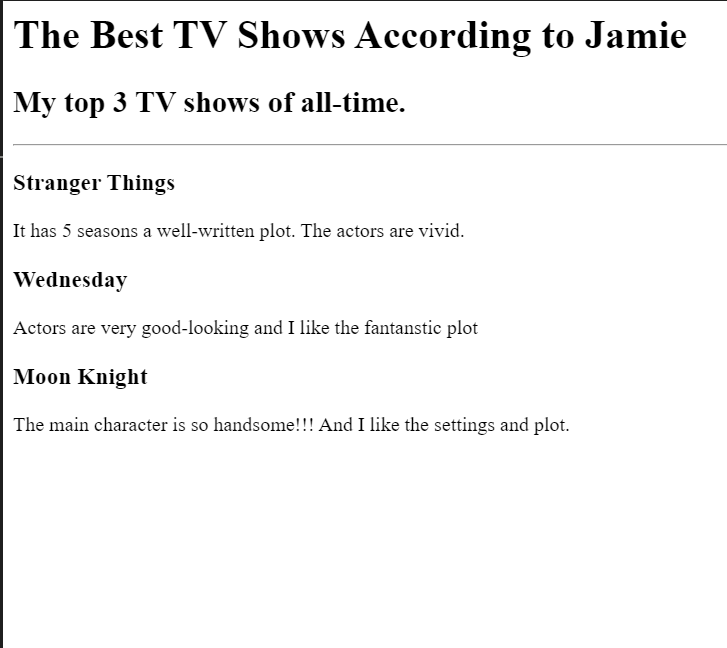 The Best TV Shows According to Jamie
My top 3 TV shows of all-time.
Stranger Things
It has 5 seasons a well-written plot. The actors are vivid.
Wednesday
Actors are very good-looking and I like the fantanstic plot
Moon Knight
The main character is so handsome!!! And I like the settings and plot.